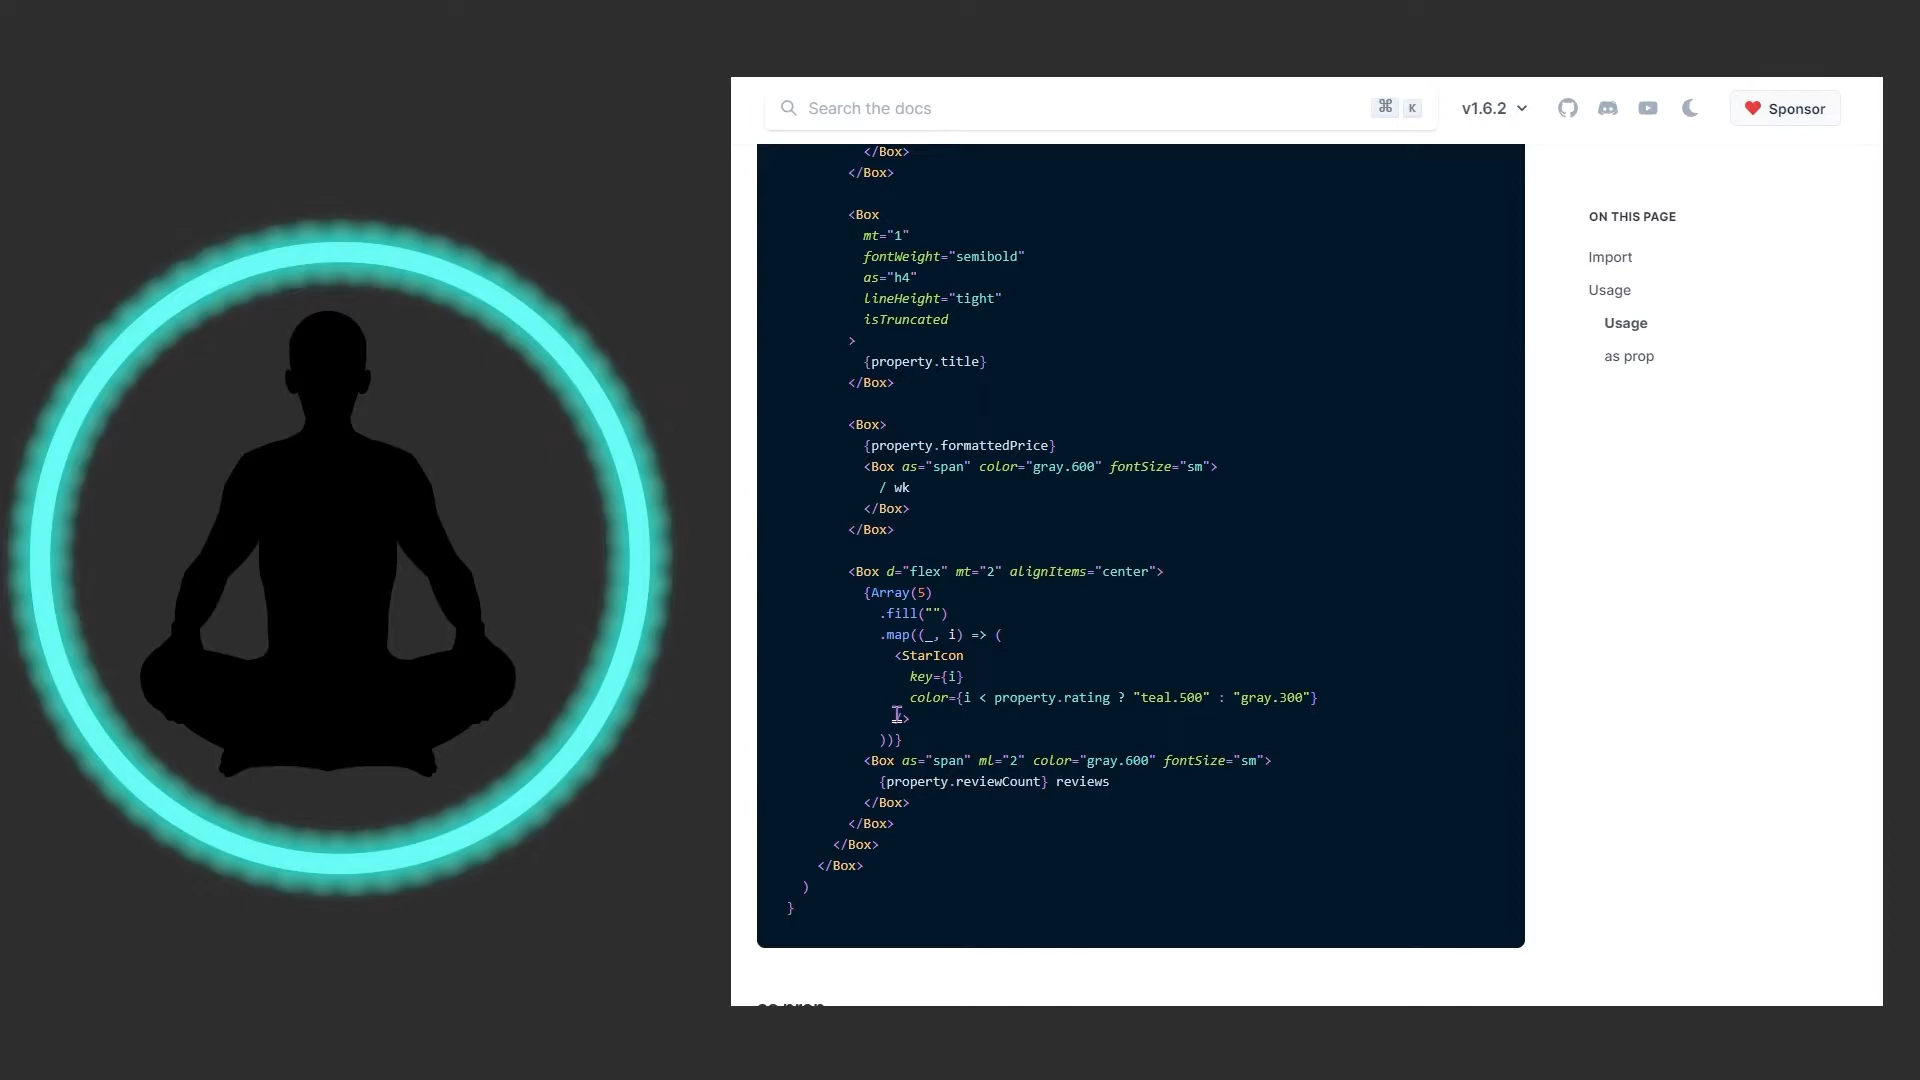 Search the docs
⌘ K
v1.6.2
Sponsor
</Box>
</Box>
<Box
mt="1"
fontWeight="semibold"
as="h4"
lineHeight="tight"
isTruncated
>
{property.title}
</Box>
<Box>
{property.formattedPrice}
<Box as="span" color="gray.600" fontSize="sm">
/ wk
</Box>
</Box>
<Box d="flex" mt="2" alignItems="center">
{Array(5)
.fill("")
.map((_, i) => (
<StarIcon
key={i}
color={i < property.rating ? "teal.500" : "gray.300"}
/>
))}
<Box as="span" ml="2" color="gray.600" fontSize="sm">
{property.reviewCount} reviews
</Box>
</Box>
</Box>
</Box>
)
}
as prop
ON THIS PAGE
Import
Usage
Usage
as prop